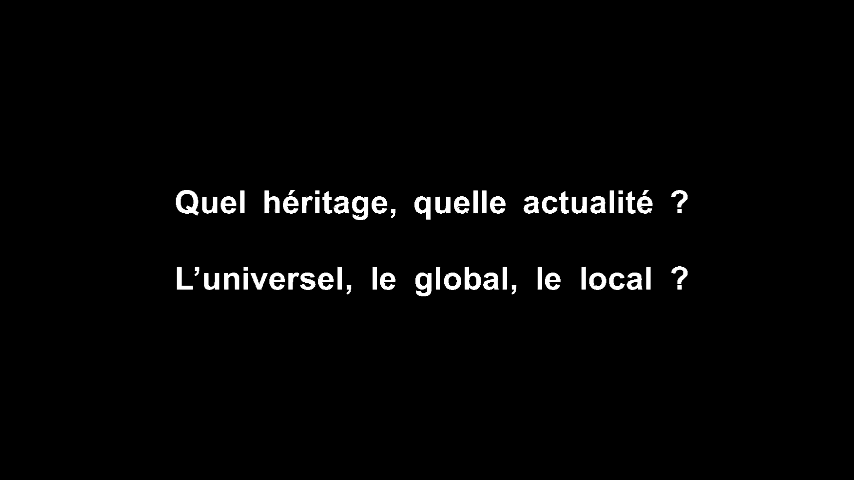 Quel héritage, quelle actualité ?
L’universel, le global, le local ?